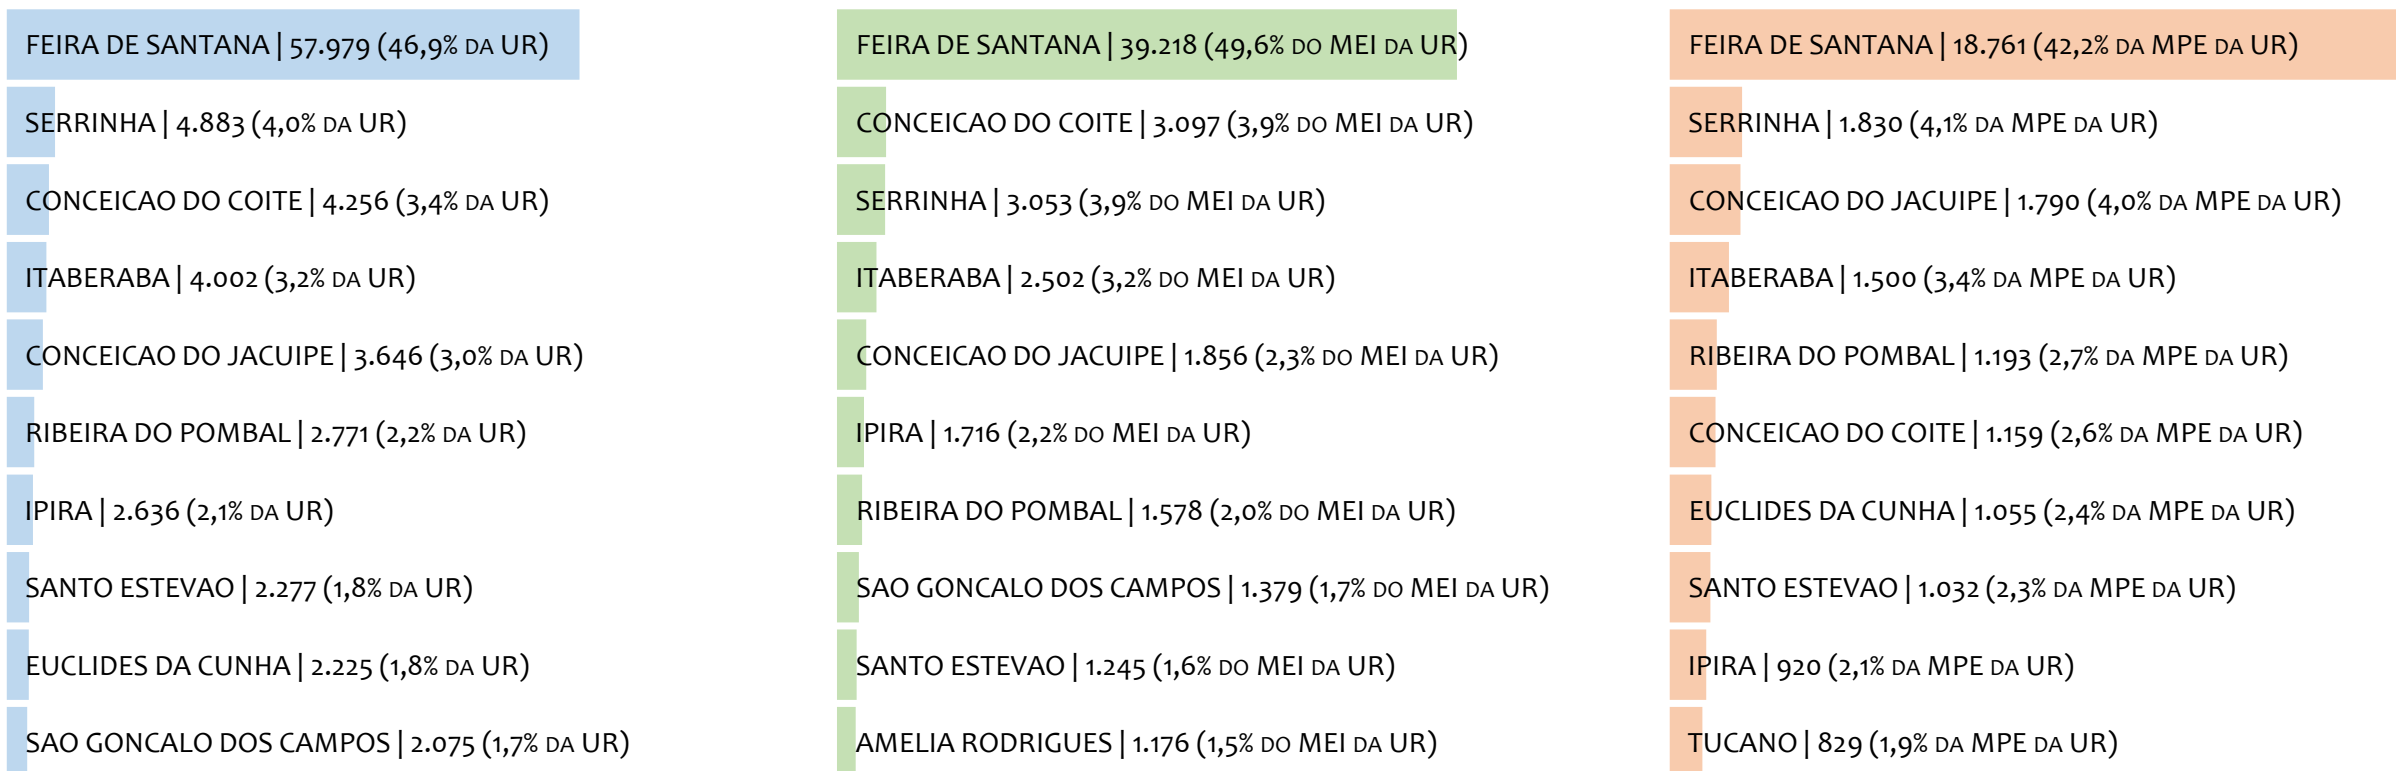 FEIRA DE SANTANA | 57.979 (46,9% DA UR)
SERRINHA | 4.883 (4,0% DA UR)
CONCEICAO DO COITE | 4.256 (3,4% DA UR)
ITABERABA | 4.002 (3,2% DA UR)
CONCEICAO DO JACUIPE | 3.646 (3,0% DA UR)
RIBEIRA DO POMBAL | 2.771 (2,2% DA UR)
IPIRA | 2.636 (2,1% DA UR)
SANTO ESTEVAO | 2.277 (1,8% DA UR)
EUCLIDES DA CUNHA | 2.225 (1,8% DA UR)
SAO GONCALO DOS CAMPOS | 2.075 (1,7% DA UR)
FEIRA DE SANTANA | 39.218 (49,6% DO MEI DA UR)
CONCEICAO DO COITE | 3.097 (3,9% DO MEI DA UR)
SERRINHA | 3.053 (3,9% DO MEI DA UR)
ITABERABA | 2.502 (3,2% DO MEI DA UR)
CONCEICAO DO JACUIPE | 1.856 (2,3% DO MEI DA UR)
IPIRA | 1.716 (2,2% DO MEI DA UR)
RIBEIRA DO POMBAL | 1.578 (2,0% DO MEI DA UR)
SAO GONCALO DOS CAMPOS | 1.379 (1,7% DO MEI DA UR)
SANTO ESTEVAO | 1.245 (1,6% DO MEI DA UR)
AMELIA RODRIGUES | 1.176 (1,5% DO MEI DA UR)
FEIRA DE SANTANA | 18.761 (42,2% DA MPE DA UR)
SERRINHA | 1.830 (4,1% DA MPE DA UR)
CONCEICAO DO JACUIPE | 1.790 (4,0% DA MPE DA UR)
ITABERABA | 1.500 (3,4% DA MPE DA UR)
RIBEIRA DO POMBAL | 1.193 (2,7% DA MPE DA UR)
CONCEICAO DO COITE | 1.159 (2,6% DA MPE DA UR)
EUCLIDES DA CUNHA | 1.055 (2,4% DA MPE DA UR)
SANTO ESTEVAO | 1.032 (2,3% DA MPE DA UR)
IPIRA | 920 (2,1% DA MPE DA UR)
TUCANO | 829 (1,9% DA MPE DA UR)